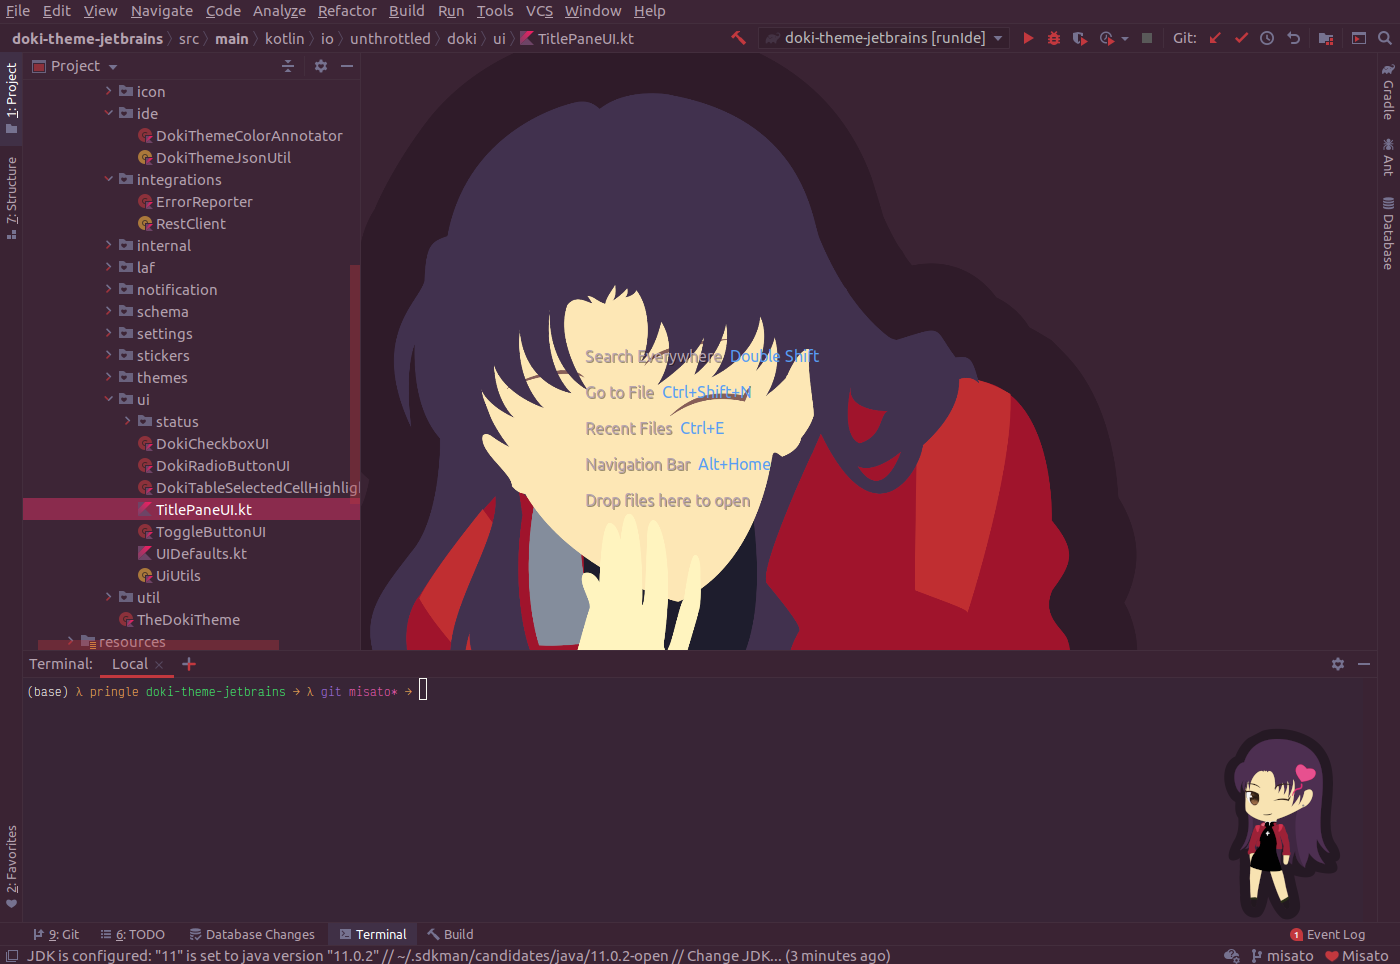 File Edit View Navigate Code Analyze Refactor Build Run Tools VCS Window Help
doki-theme-jetbrains src main kotlin io unthrottled doki ui TitlePaneUI.kt doki-theme-jetbrains [runIde] Git:
Project
1: Project
7: Structure
2: Favorites
icon
ide
DokiThemeColorAnnotator
DokiThemeJsonUtil
integrations
ErrorReporter
RestClient
internal
laf
notification
schema
settings
stickers
themes
ui
status
DokiCheckboxUI
DokiRadioButtonUI
DokiTableSelectedCellHighlig
TitlePaneUI.kt
ToggleButtonUI
UIDefaults.kt
UiUtils
util
TheDokiTheme
resources
Search Everywhere Double Shift
Go to File Ctrl+Shift+N
Recent Files Ctrl+E
Navigation Bar Alt+Home
Drop files here to open
Gradle
Ant
Database
Terminal: Local
(base) λ pringle doki-theme-jetbrains → λ git misato* →
9: Git 6: TODO Database Changes Terminal Build 1 Event Log
JDK is configured: "11" is set to java version "11.0.2" // ~/.sdkman/candidates/java/11.0.2-open // Change JDK... (3 minutes ago) misato Misato